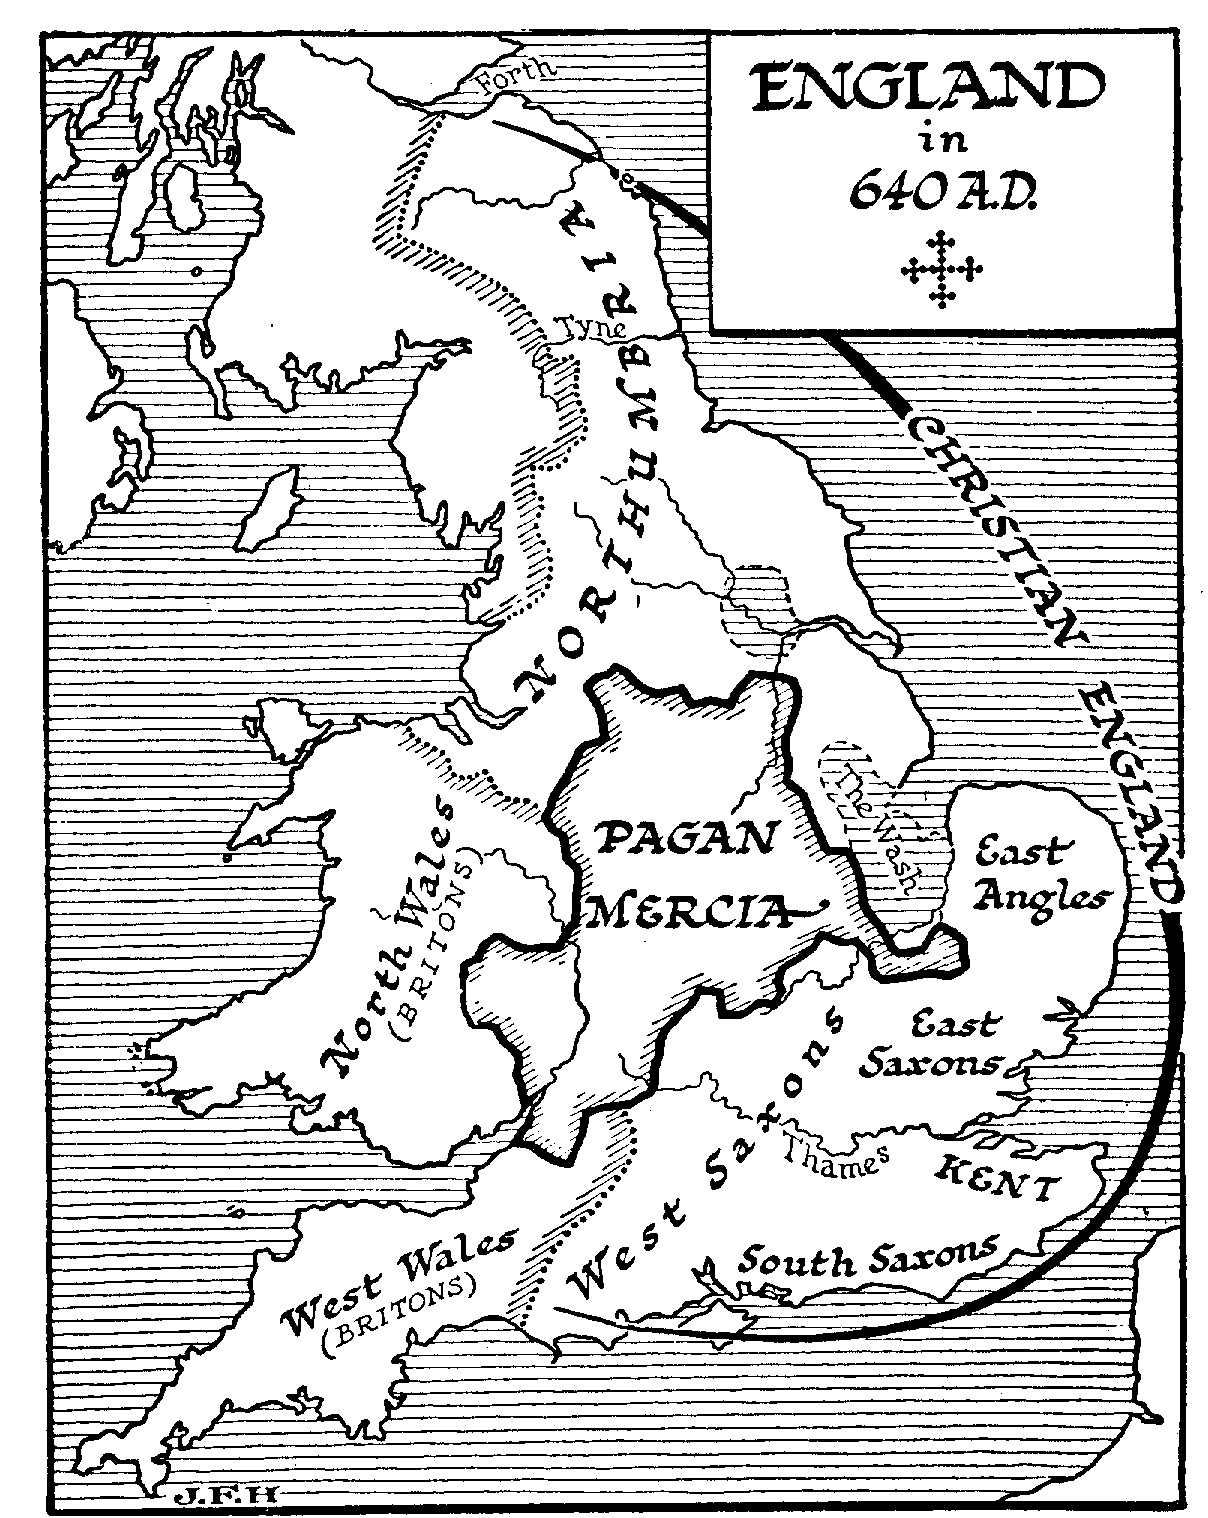 ENGLAND
in
640 A.D.
Forth
NORTHUMBRIA
Tyne
CHRISTIAN ENGLAND
The Wash
PAGAN
MERCIA
East
Angles
North Wales
(BRITONS)
East
Saxons
West Saxons
Thames
KENT
South Saxons
West Wales
(BRITONS)
J.F.H